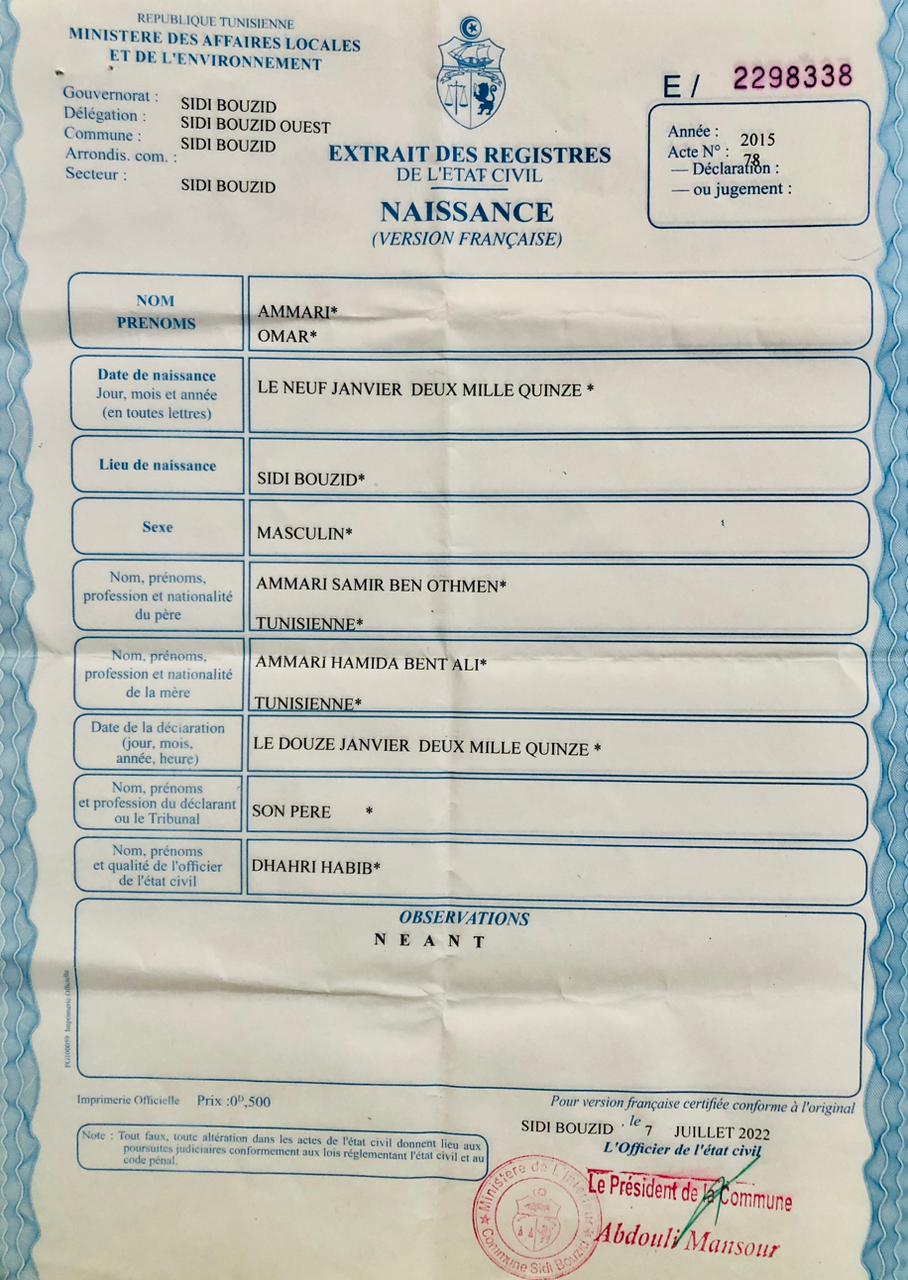 REPUBLIQUE TUNISIENNE
MINISTERE DES AFFAIRES LOCALES
ET DE L'ENVIRONNEMENT
Gouvernorat : SIDI BOUZID
Délégation : SIDI BOUZID OUEST
Commune : SIDI BOUZID
Arrondis. com. :
Secteur : SIDI BOUZID
E / 2298338
Année : 2015
Acte N° : 78
— Déclaration :
— ou jugement :
EXTRAIT DES REGISTRES
DE L'ETAT CIVIL
NAISSANCE
(VERSION FRANÇAISE)
NOM
PRENOMS
AMMARI*
OMAR*
Date de naissance
Jour, mois et année
(en toutes lettres)
LE NEUF JANVIER DEUX MILLE QUINZE *
Lieu de naissance
SIDI BOUZID*
Sexe
MASCULIN*
Nom, prénoms,
profession et nationalité
du père
AMMARI SAMIR BEN OTHMEN*
TUNISIENNE*
Nom, prénoms,
profession et nationalité
de la mère
AMMARI HAMIDA BENT ALI*
TUNISIENNE*
Date de la déclaration
(jour, mois,
année, heure)
LE DOUZE JANVIER DEUX MILLE QUINZE *
Nom, prénoms
et profession du déclarant
ou le Tribunal
SON PERE *
Nom, prénoms
et qualité de l'officier
de l'état civil
DHAHRI HABIB*
OBSERVATIONS
N E A N T
Imprimerie Officielle Prix :0ᴰ,500
Pour version française certifiée conforme à l'original
SIDI BOUZID le 7 JUILLET 2022
L'Officier de l'état civil
Note : Tout faux, toute altération dans les actes de l'état civil donnent lieu aux
poursuites judiciaires conformement aux lois réglementant l'état civil et au
code pénal.
Le Président de la Commune
Abdouli Mansour
Ministère de L'Interieur
Commune Sidi Bouzid